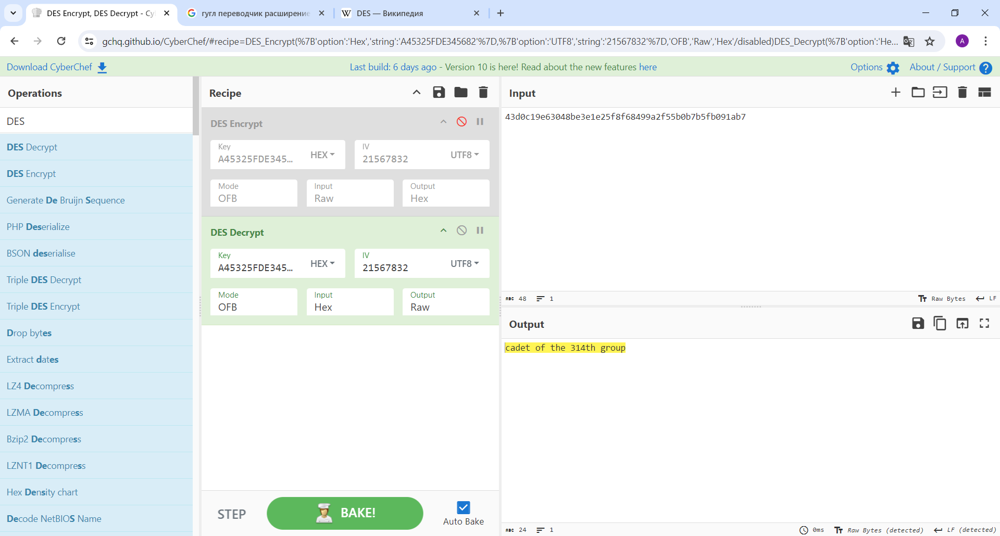 DES Encrypt, DES Decrypt - Cy
гугл переводчик расширение
DES — Википедия
gchq.github.io/CyberChef/#recipe=DES_Encrypt(%7B'option':'Hex','string':'A45325FDE345682'%7D,%7B'option':'UTF8','string':'21567832'%7D,'OFB','Raw','Hex'/disabled)DES_Decrypt(%7B'option':'He...
A
Download CyberChef
Last build: 6 days ago - Version 10 is here! Read about the new features here
Options
About / Support
Operations
DES
DES Decrypt
DES Encrypt
Generate De Bruijn Sequence
PHP Deserialize
BSON deserialise
Triple DES Decrypt
Triple DES Encrypt
Drop bytes
Extract dates
LZ4 Decompress
LZMA Decompress
Bzip2 Decompress
LZNT1 Decompress
Hex Density chart
Decode NetBIOS Name
Recipe
DES Encrypt
Key
A45325FDE345...
HEX
IV
21567832
UTF8
Mode
OFB
Input
Raw
Output
Hex
DES Decrypt
Key
A45325FDE345...
HEX
IV
21567832
UTF8
Mode
OFB
Input
Hex
Output
Raw
STEP
BAKE!
Auto Bake
Input
43d0c19e63048be3e1e25f8f68499a2f55b0b7b5fb091ab7
ABC 48
1
Raw Bytes
LF
Output
cadet of the 314th group
ABC 24
1
0ms
Raw Bytes (detected)
LF (detected)